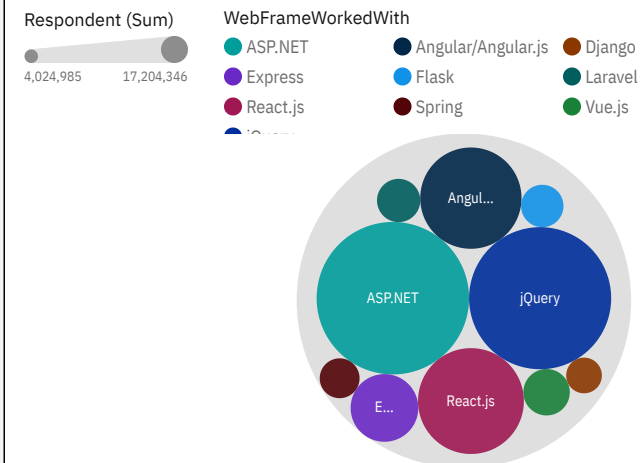 Respondent (Sum)
4,024,985 17,204,346
WebFrameWorkedWith
ASP.NET Angular/Angular.js Django
Express Flask Laravel
React.js Spring Vue.js
Angul...
ASP.NET
jQuery
React.js
E...